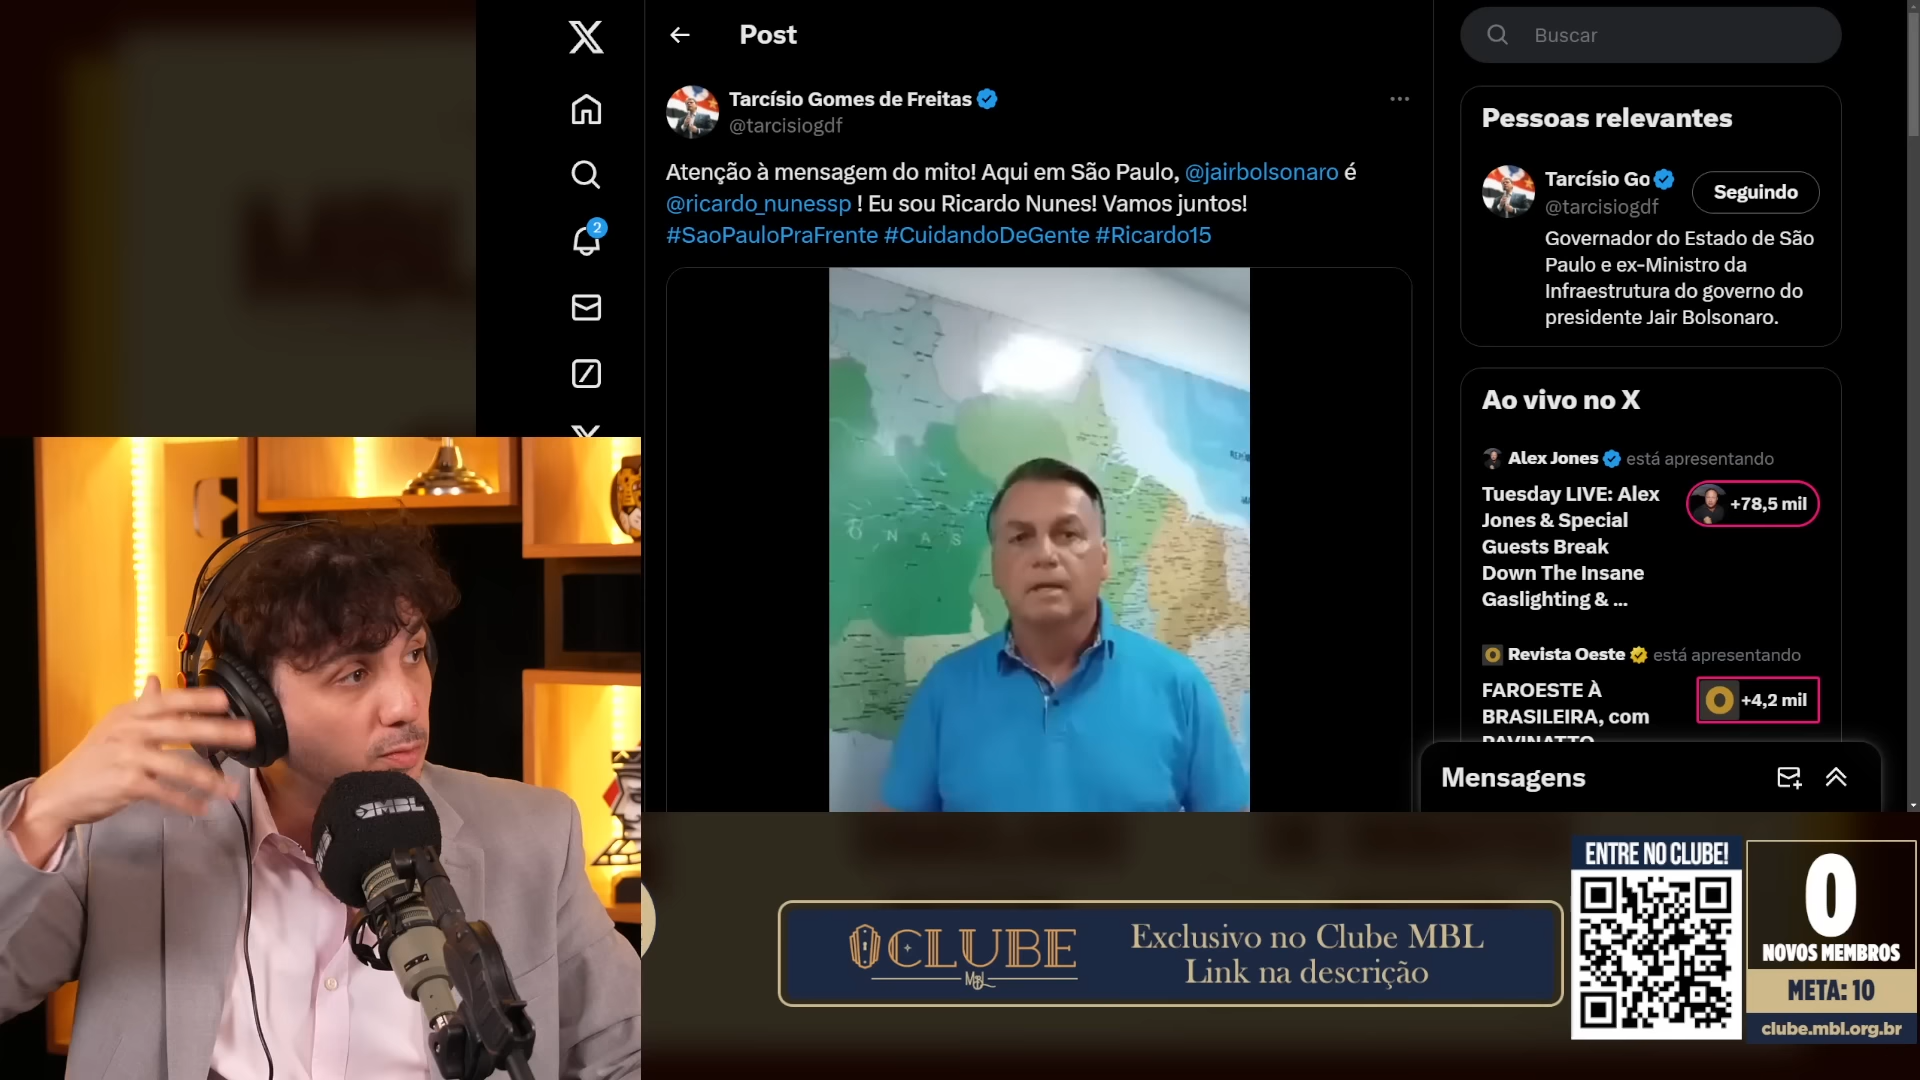 Post
Tarcísio Gomes de Freitas
@tarcisiogdf
Atenção à mensagem do mito! Aqui em São Paulo, @jairbolsonaro é
@ricardo_nunessp ! Eu sou Ricardo Nunes! Vamos juntos!
#SaoPauloPraFrente #CuidandoDeGente #Ricardo15
2
O N A S
Buscar
Pessoas relevantes
Tarcísio Go
@tarcisiogdf
Seguindo
Governador do Estado de São
Paulo e ex-Ministro da
Infraestrutura do governo do
presidente Jair Bolsonaro.
Ao vivo no X
Alex Jones está apresentando
Tuesday LIVE: Alex
Jones & Special
Guests Break
Down The Insane
Gaslighting & ...
+78,5 mil
Revista Oeste está apresentando
FAROESTE À
BRASILEIRA, com
PAVINATTO
+4,2 mil
Mensagens
MBL
CLUBE
MBL
Exclusivo no Clube MBL
Link na descrição
ENTRE NO CLUBE!
0
NOVOS MEMBROS
META: 10
clube.mbl.org.br